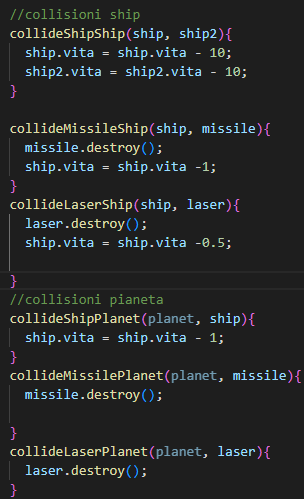 //collisioni ship
collideShipShip(ship, ship2){
  ship.vita = ship.vita - 10;
  ship2.vita = ship2.vita - 10;
}

collideMissileShip(ship, missile){
  missile.destroy();
  ship.vita = ship.vita -1;
}
collideLaserShip(ship, laser){
  laser.destroy();
  ship.vita = ship.vita -0.5;

}
//collisioni pianeta
collideShipPlanet(planet, ship){
  ship.vita = ship.vita - 1;
}
collideMissilePlanet(planet, missile){
  missile.destroy();

}
collideLaserPlanet(planet, laser){
  laser.destroy();
}